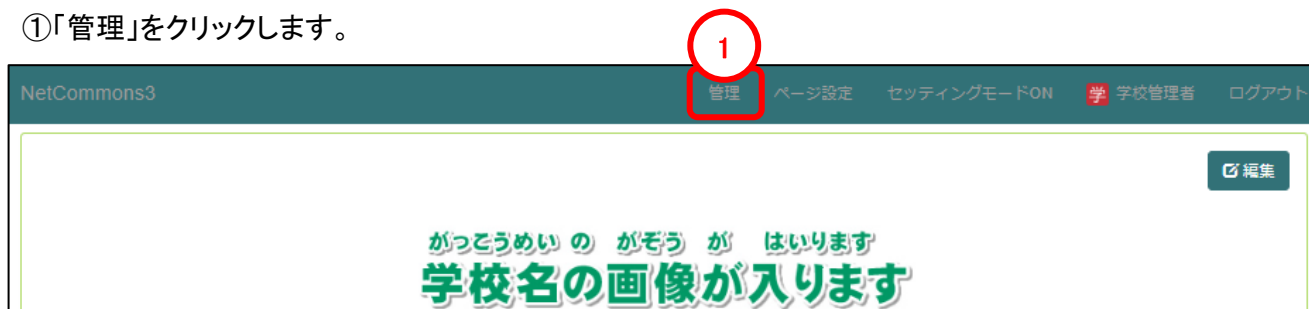 ①「管理」をクリックします。
1
NetCommons3 管理 ページ設定 セッティングモードON 学 学校管理者 ログアウト
編集
がっこうめい の がぞう が はいります
学校名の画像が入ります